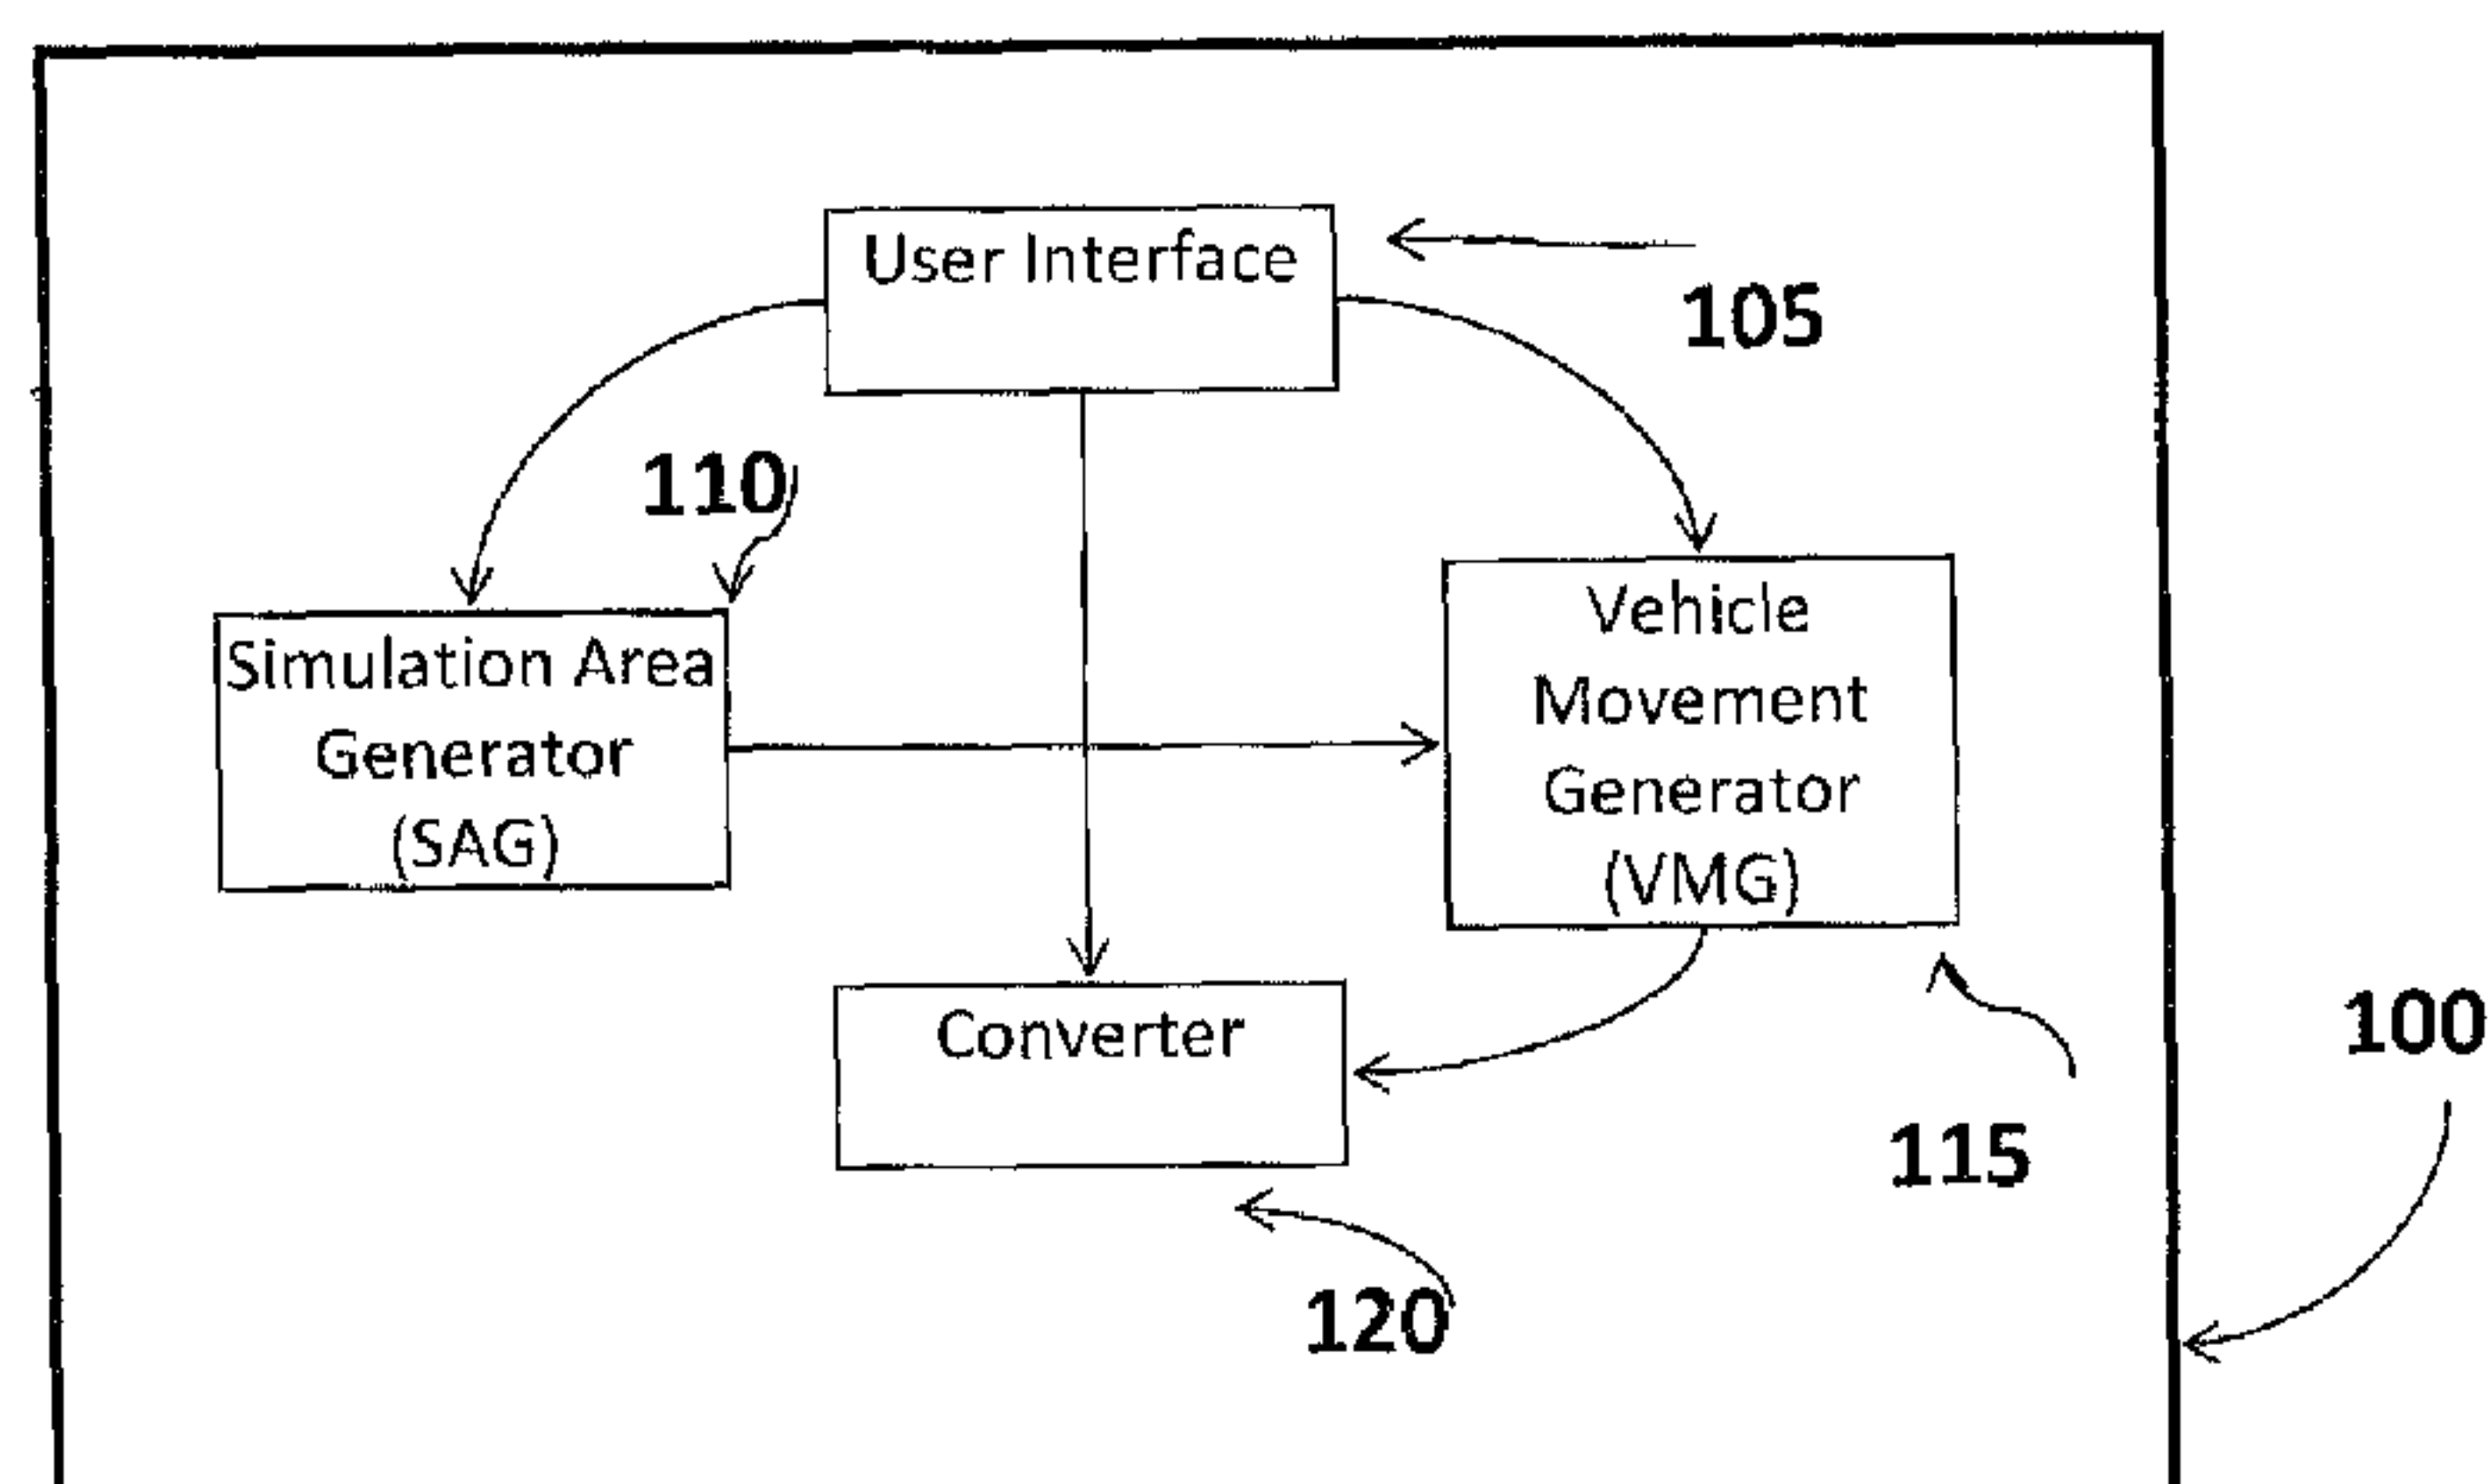 User Interface
105
110
Simulation Area
Generator
(SAG)
Vehicle
Movement
Generator
(VMG)
Converter
100
115
120